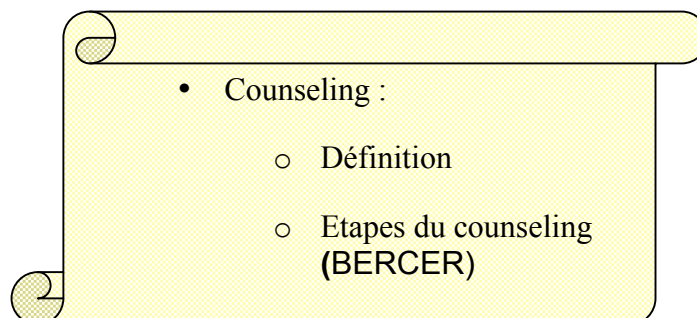 • Counseling :
o Définition
o Etapes du counseling
(BERCER)